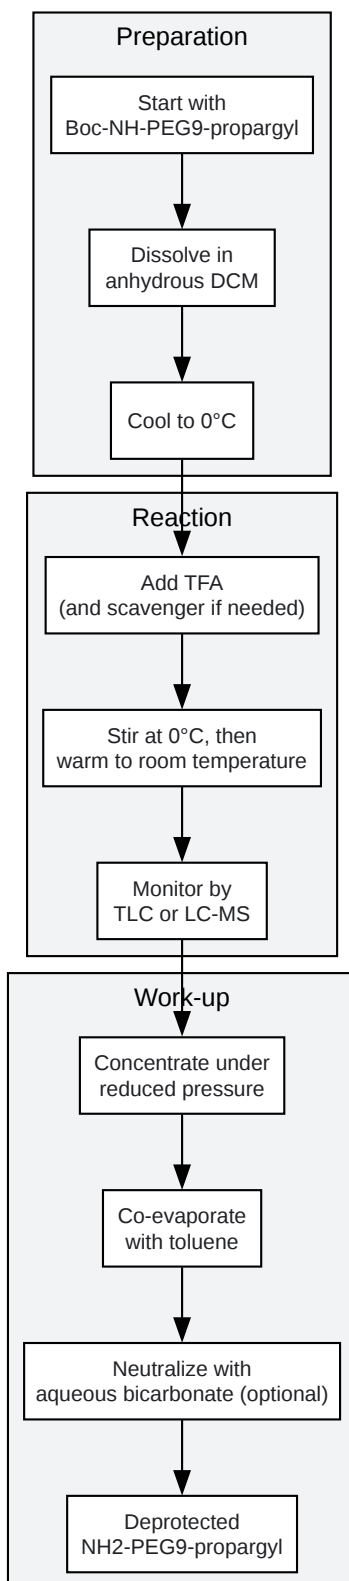 Preparation
Start with
Boc-NH-PEG9-propargyl
Dissolve in
anhydrous DCM
Cool to 0°C
Reaction
Add TFA
(and scavenger if needed)
Stir at 0°C, then
warm to room temperature
Monitor by
TLC or LC-MS
Work-up
Concentrate under
reduced pressure
Co-evaporate
with toluene
Neutralize with
aqueous bicarbonate (optional)
Deprotected
NH2-PEG9-propargyl